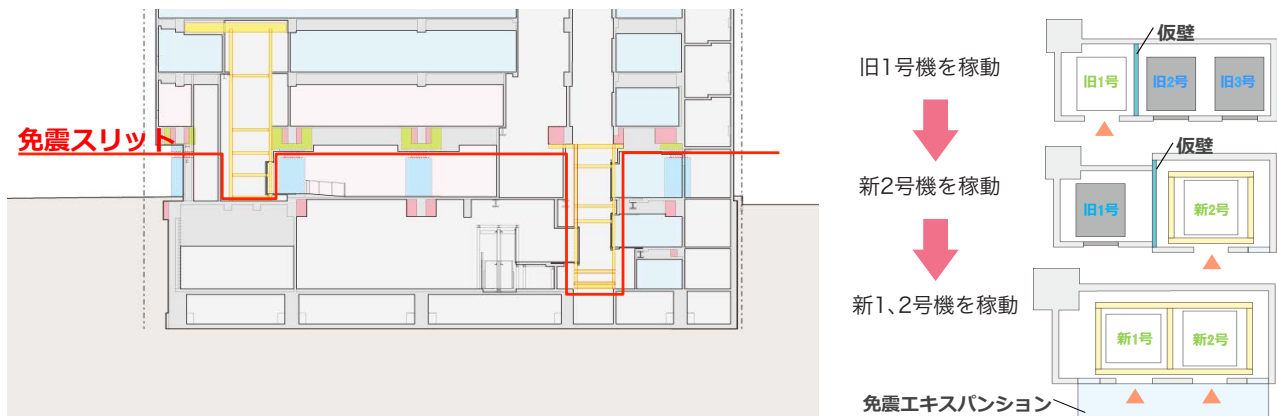 免震スリット
旧1号機を稼動
新2号機を稼動
新1、2号機を稼動
仮壁
旧1号
旧2号
旧3号
仮壁
旧1号
新2号
新1号
新2号
免震エキスパンション